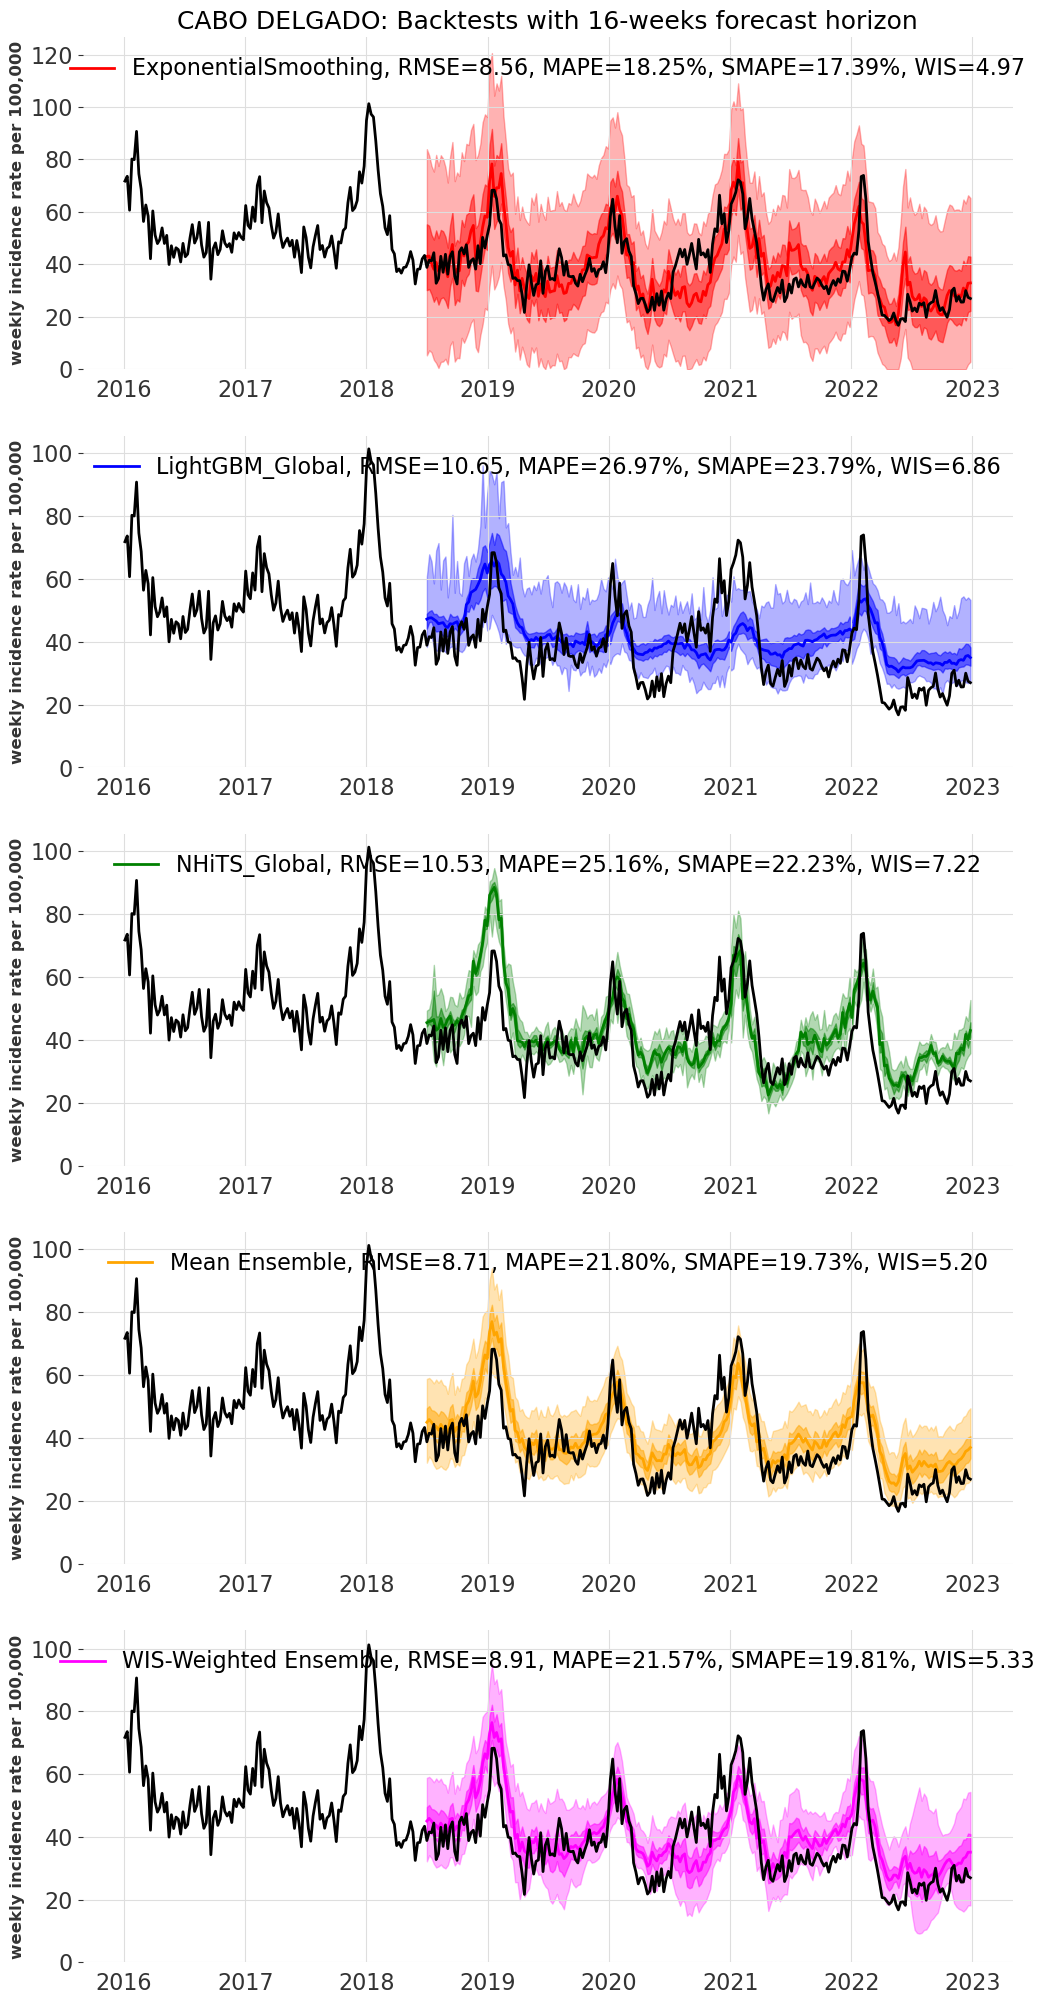 CABO DELGADO: Backtests with 16-weeks forecast horizon
ExponentialSmoothing, RMSE=8.56, MAPE=18.25%, SMAPE=17.39%, WIS=4.97
weekly incidence rate per 100,000
120
100
80
60
40
20
0
2016 2017 2018 2019 2020 2021 2022 2023
LightGBM_Global, RMSE=10.65, MAPE=26.97%, SMAPE=23.79%, WIS=6.86
weekly incidence rate per 100,000
100
80
60
40
20
0
2016 2017 2018 2019 2020 2021 2022 2023
NHiTS_Global, RMSE=10.53, MAPE=25.16%, SMAPE=22.23%, WIS=7.22
weekly incidence rate per 100,000
100
80
60
40
20
0
2016 2017 2018 2019 2020 2021 2022 2023
Mean Ensemble, RMSE=8.71, MAPE=21.80%, SMAPE=19.73%, WIS=5.20
weekly incidence rate per 100,000
100
80
60
40
20
0
2016 2017 2018 2019 2020 2021 2022 2023
WIS-Weighted Ensemble, RMSE=8.91, MAPE=21.57%, SMAPE=19.81%, WIS=5.33
weekly incidence rate per 100,000
100
80
60
40
20
0
2016 2017 2018 2019 2020 2021 2022 2023